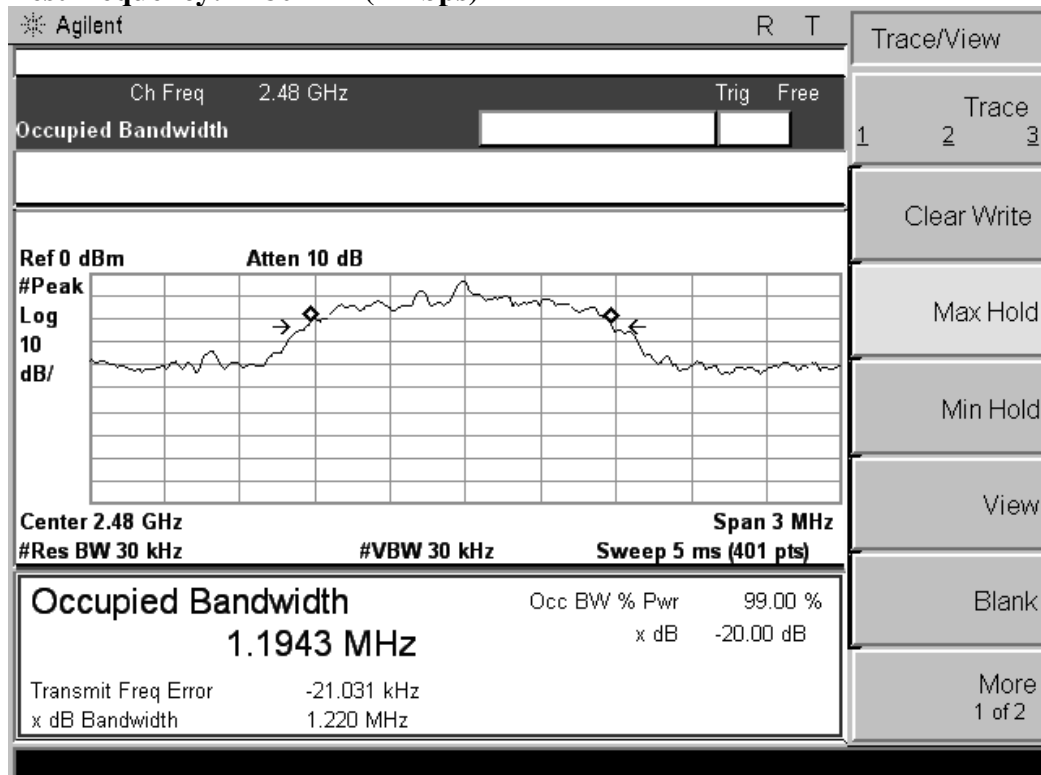 Agilent R T
Trace/View
Ch Freq 2.48 GHz Trig Free
Occupied Bandwidth
Trace
1 2 3
Clear Write
Ref 0 dBm Atten 10 dB
#Peak
Log
10
dB/
Max Hold
Min Hold
View
Center 2.48 GHz Span 3 MHz
#Res BW 30 kHz #VBW 30 kHz Sweep 5 ms (401 pts)
Occupied Bandwidth
1.1943 MHz
Occ BW % Pwr 99.00 %
x dB -20.00 dB
Transmit Freq Error -21.031 kHz
x dB Bandwidth 1.220 MHz
Blank
More
1 of 2